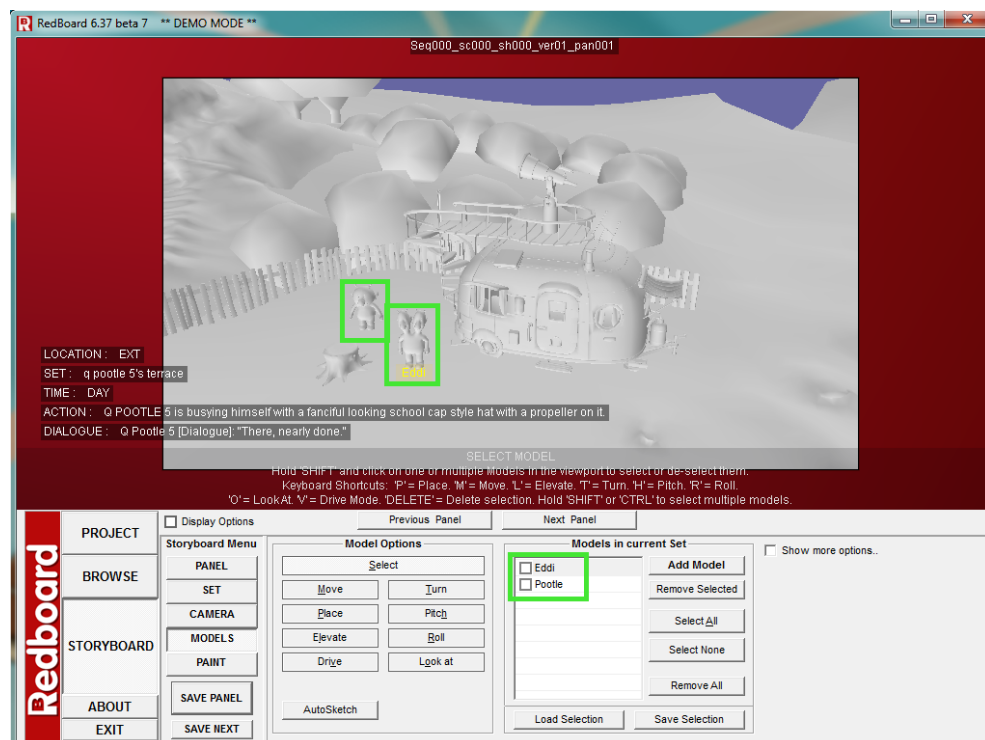 RedBoard 6.37 beta 7 ** DEMO MODE **
Seq000_sc000_sh000_ver01_pan001
Eddi
LOCATION : EXT
SET : q pootle 5's terrace
TIME : DAY
ACTION : Q POOTLE 5 is busying himself with a fanciful looking school cap style hat with a propeller on it.
DIALOGUE : Q Pootle 5 [Dialogue]: "There, nearly done."
SELECT MODEL
Hold 'SHIFT' and click on one or multiple Models in the viewport to select or de-select them.
Keyboard Shortcuts: 'P'= Place. 'M'= Move. 'L'= Elevate. 'T'= Turn. 'H'= Pitch. 'R'= Roll.
'O'= LookAt. 'V'= Drive Mode. 'DELETE'= Delete selection. Hold 'SHIFT' or 'CTRL' to select multiple models.
Redboard
PROJECT
BROWSE
STORYBOARD
ABOUT
EXIT
Display Options
Previous Panel
Next Panel
Storyboard Menu
PANEL
SET
CAMERA
MODELS
PAINT
SAVE PANEL
SAVE NEXT
Model Options
Select
Move
Turn
Place
Pitch
Elevate
Roll
Drive
Look at
AutoSketch
Models in current Set
Eddi
Pootle
Add Model
Remove Selected
Select All
Select None
Remove All
Load Selection
Save Selection
Show more options..